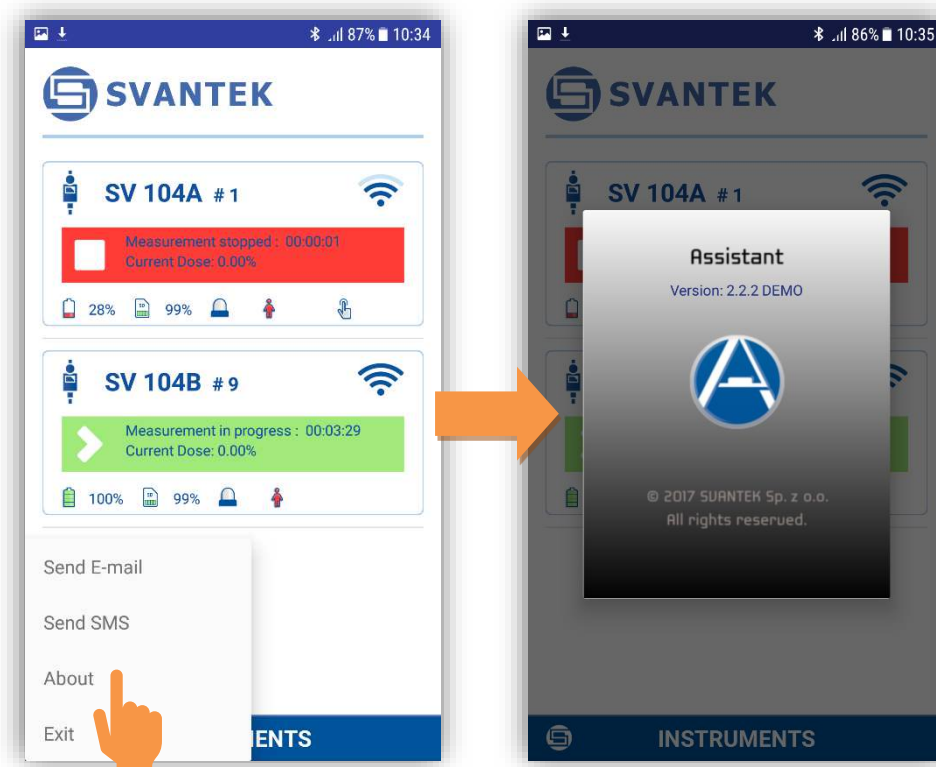 87% 10:34
SVANTEK
SV 104A # 1
Measurement stopped : 00:00:01
Current Dose: 0.00%
28% 99%
SV 104B # 9
Measurement in progress : 00:03:29
Current Dose: 0.00%
100% 99%
Send E-mail
Send SMS
About
Exit
ENTS
86% 10:35
SVANTEK
SV 104A # 1
Assistant
Version: 2.2.2 DEMO
© 2017 SVANTEK Sp. z o.o.
All rights reserved.
INSTRUMENTS